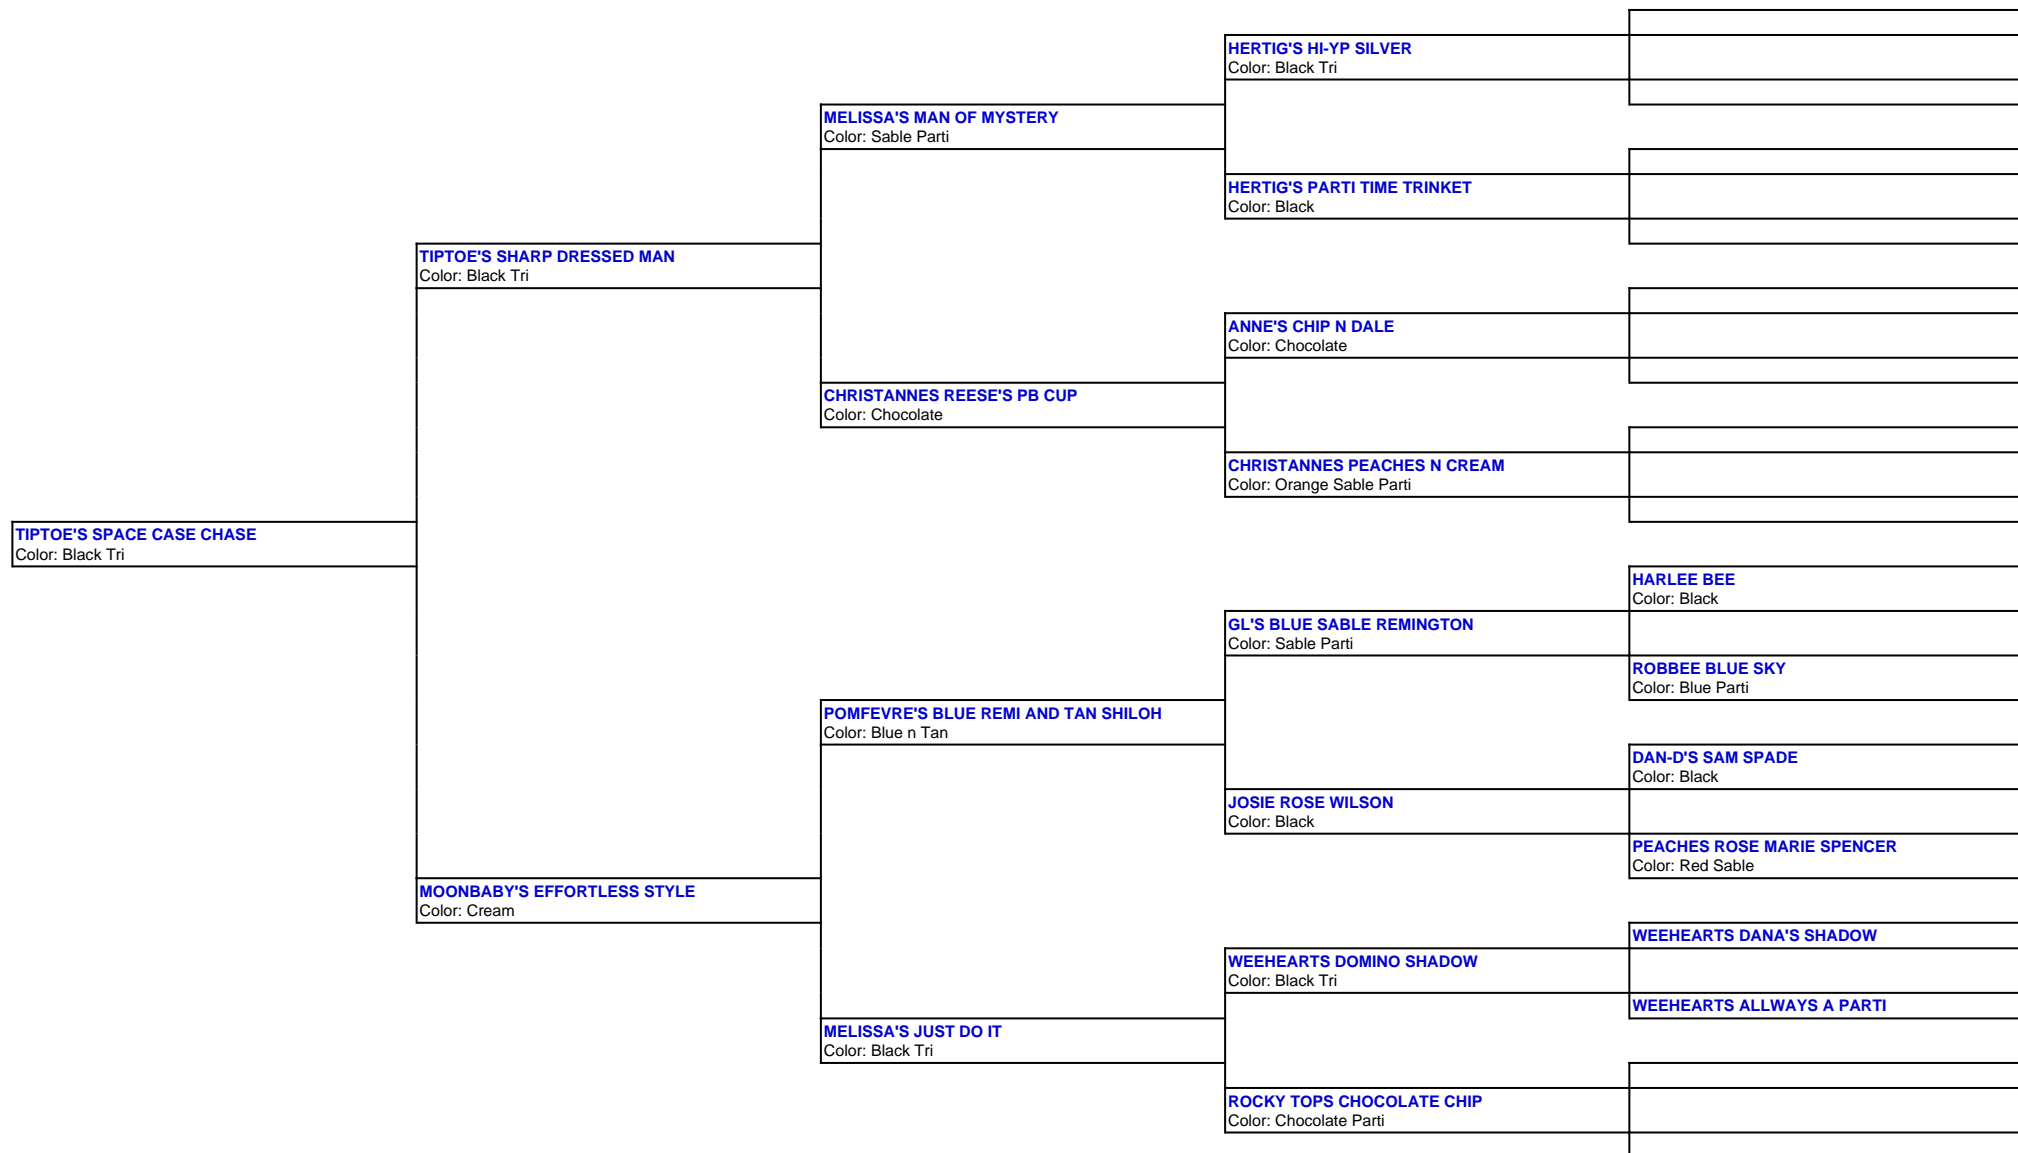 HERTIG'S HI-YP SILVER
Color: Black Tri
MELISSA'S MAN OF MYSTERY
Color: Sable Parti
HERTIG'S PARTI TIME TRINKET
Color: Black
TIPTOE'S SHARP DRESSED MAN
Color: Black Tri
ANNE'S CHIP N DALE
Color: Chocolate
CHRISTANNES REESE'S PB CUP
Color: Chocolate
CHRISTANNES PEACHES N CREAM
Color: Orange Sable Parti
TIPTOE'S SPACE CASE CHASE
Color: Black Tri
HARLEE BEE
Color: Black
GL'S BLUE SABLE REMINGTON
Color: Sable Parti
ROBBEE BLUE SKY
Color: Blue Parti
POMFEVRE'S BLUE REMI AND TAN SHILOH
Color: Blue n Tan
DAN-D'S SAM SPADE
Color: Black
JOSIE ROSE WILSON
Color: Black
PEACHES ROSE MARIE SPENCER
Color: Red Sable
MOONBABY'S EFFORTLESS STYLE
Color: Cream
WEEHEARTS DANA'S SHADOW
WEEHEARTS DOMINO SHADOW
Color: Black Tri
WEEHEARTS ALLWAYS A PARTI
MELISSA'S JUST DO IT
Color: Black Tri
ROCKY TOPS CHOCOLATE CHIP
Color: Chocolate Parti